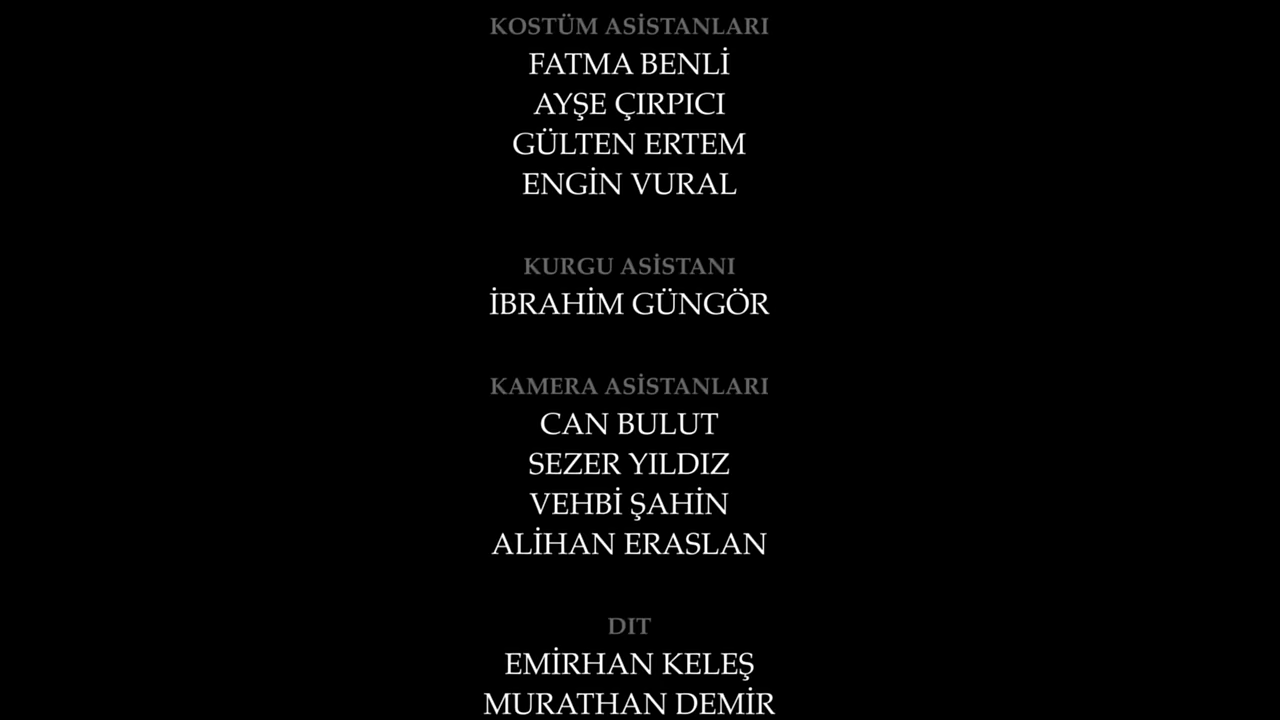 KOSTÜM ASİSTANLARI
FATMA BENLİ
AYŞE ÇIRPICI
GÜLTEN ERTEM
ENGİN VURAL
KURGU ASİSTANI
İBRAHİM GÜNGÖR
KAMERA ASİSTANLARI
CAN BULUT
SEZER YILDIZ
VEHBİ ŞAHİN
ALİHAN ERASLAN
DIT
EMİRHAN KELEŞ
MURATHAN DEMİR